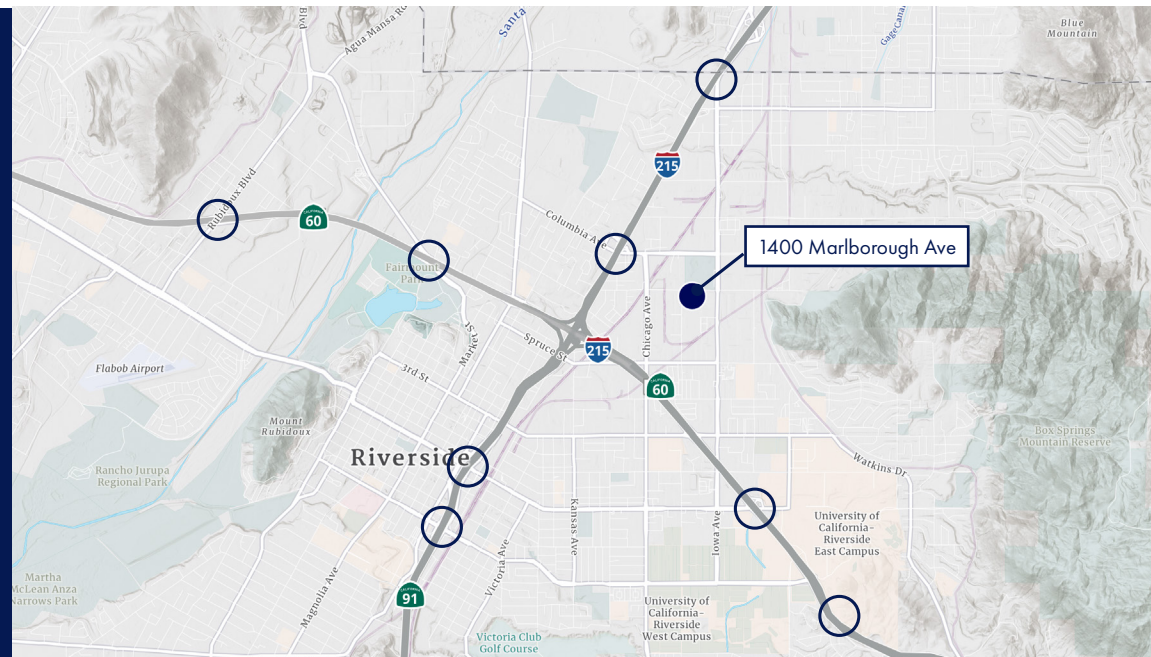 Blvd
Agua Mansa Rd
Santa
GageCanal
Blue
Mountain
215
Rubidoux Blvd
60
Columbia Ave
1400 Marlborough Ave
Fairmount
Park
Market St
Spruce St
215
Chicago Ave
60
3rd St
Flabob Airport
Mount
Rubidoux
Riverside
Rancho Jurupa
Regional Park
Box Springs
Mountain Reserve
Watkins Dr
Kansas Ave
Iowa Ave
University of
California-
Riverside
East Campus
Victoria Ave
Magnolia Ave
Martha
McLean Anza
Narrows Park
91
University of
California-
Riverside
West Campus
Victoria Club
Golf Course